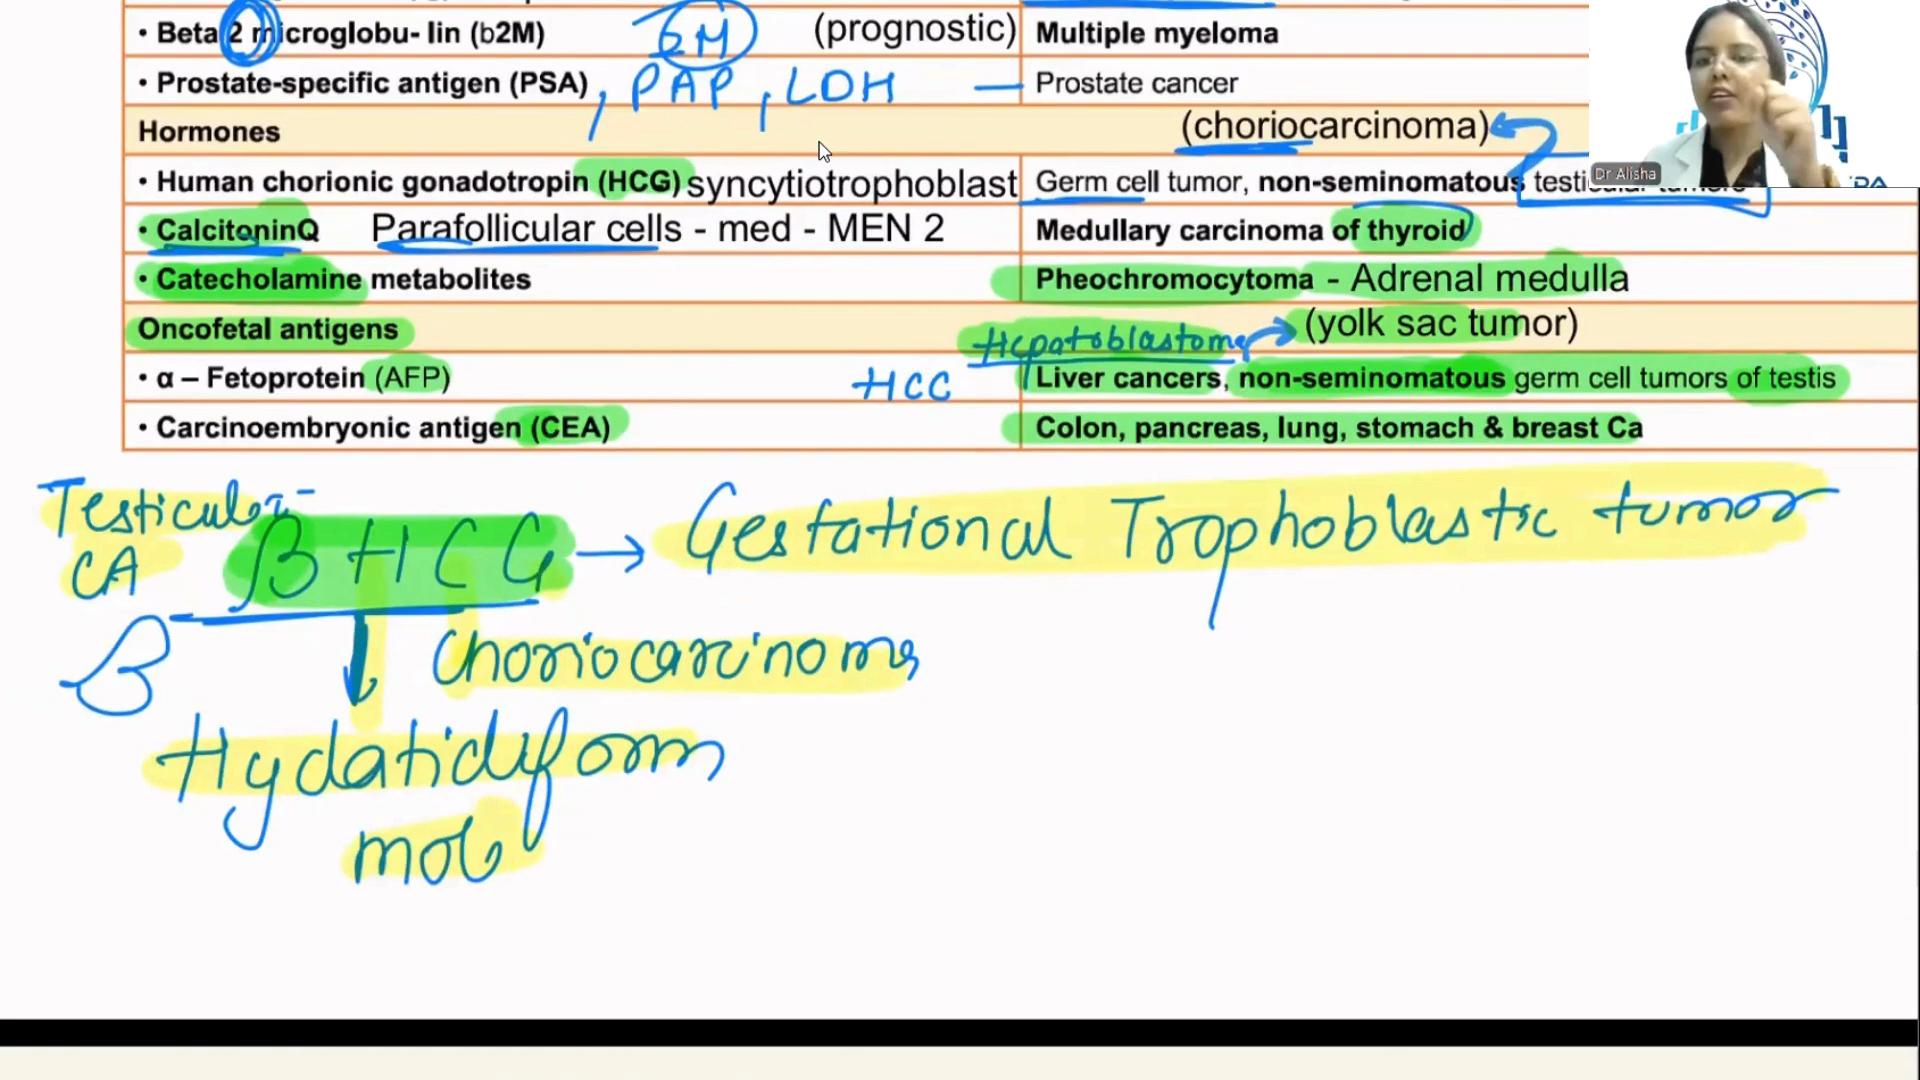 • Beta 2 microglobu- lin (b2M) 2M (prognostic) Multiple myeloma
• Prostate-specific antigen (PSA), PAP, LDH — Prostate cancer
Hormones (choriocarcinoma)
• Human chorionic gonadotropin (HCG) syncytiotrophoblast Germ cell tumor, non-seminomatous
• CalcitoninQ Parafollicular cells - med - MEN 2 Medullary carcinoma of thyroid
• Catecholamine metabolites Pheochromocytoma - Adrenal medulla
Oncofetal antigens Hepatoblastoma → (yolk sac tumor)
• α – Fetoprotein (AFP) HCC Liver cancers, non-seminomatous germ cell tumors of testis
• Carcinoembryonic antigen (CEA) Colon, pancreas, lung, stomach & breast Ca
Dr Alisha
Testicular
CA
β HCG → Gestational Trophoblastic tumor
B
Choriocarcinoma
Hydatidiform
mole